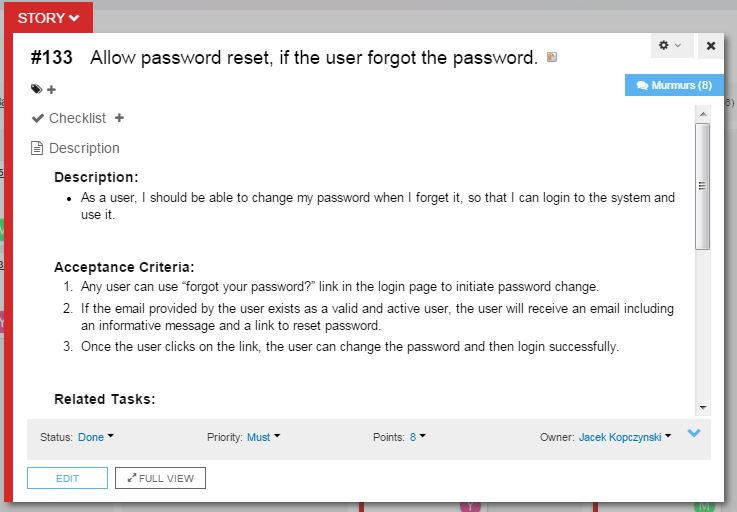 STORY
#133 Allow password reset, if the user forgot the password.
Murmurs (8)
Checklist
Description
Description:
As a user, I should be able to change my password when I forget it, so that I can login to the system and
use it.
Acceptance Criteria:
1. Any user can use “forgot your password?” link in the login page to initiate password change.
2. If the email provided by the user exists as a valid and active user, the user will receive an email including
an informative message and a link to reset password.
3. Once the user clicks on the link, the user can change the password and then login successfully.
Related Tasks:
Status: Done Priority: Must Points: 8 Owner: Jacek Kopczynski
EDIT FULL VIEW
Y M